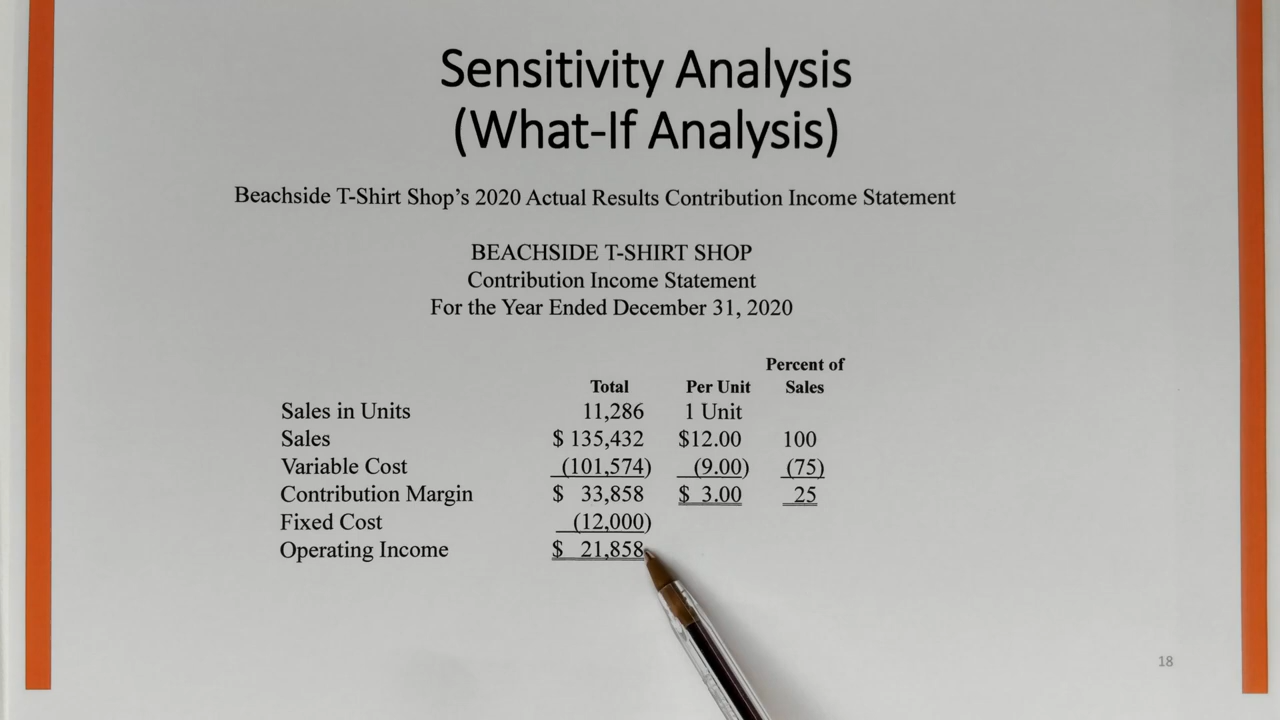 Sensitivity Analysis
(What-If Analysis)
Beachside T-Shirt Shop’s 2020 Actual Results Contribution Income Statement
BEACHSIDE T-SHIRT SHOP
Contribution Income Statement
For the Year Ended December 31, 2020
Percent of
Total Per Unit Sales
Sales in Units 11,286 1 Unit
Sales $ 135,432 $12.00 100
Variable Cost (101,574) (9.00) (75)
Contribution Margin $ 33,858 $ 3.00 25
Fixed Cost (12,000)
Operating Income $ 21,858
18